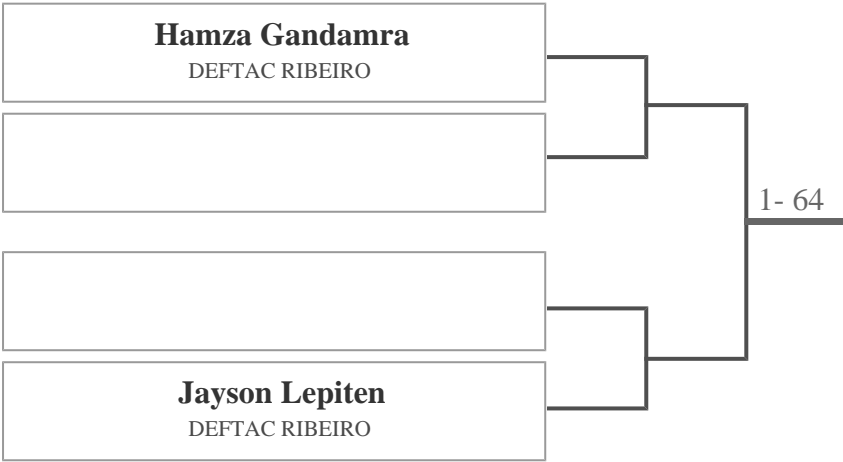 Hamza Gandamra
DEFTAC RIBEIRO
1- 64
Jayson Lepiten
DEFTAC RIBEIRO